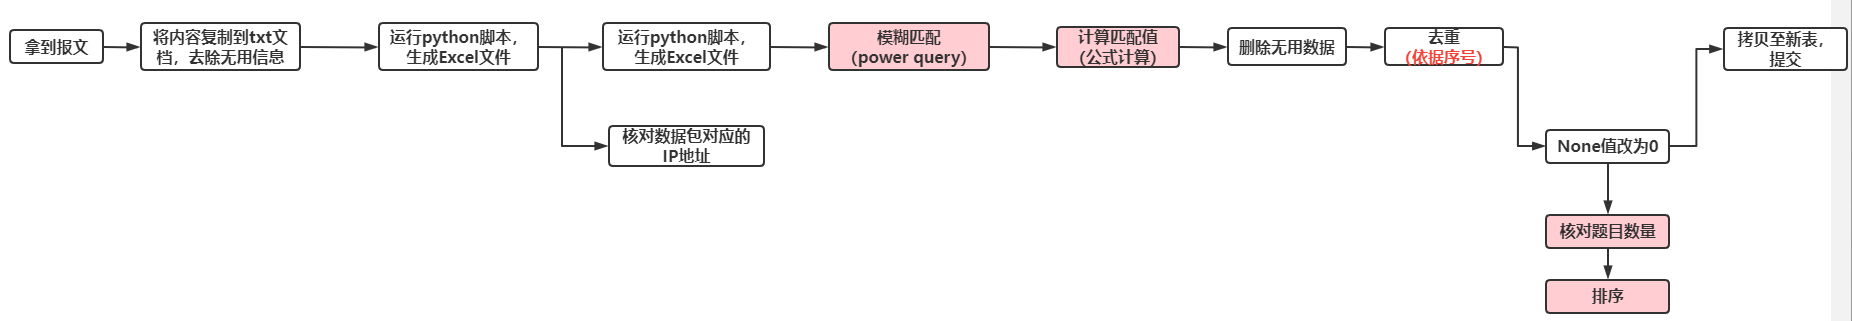 拿到报文
将内容复制到txt文
档，去除无用信息
运行python脚本，
生成Excel文件
运行python脚本，
生成Excel文件
模糊匹配
（power query）
计算匹配值
（公式计算）
删除无用数据
去重
（依据序号）
拷贝至新表，
提交
核对数据包对应的
IP地址
None值改为0
核对题目数量
排序